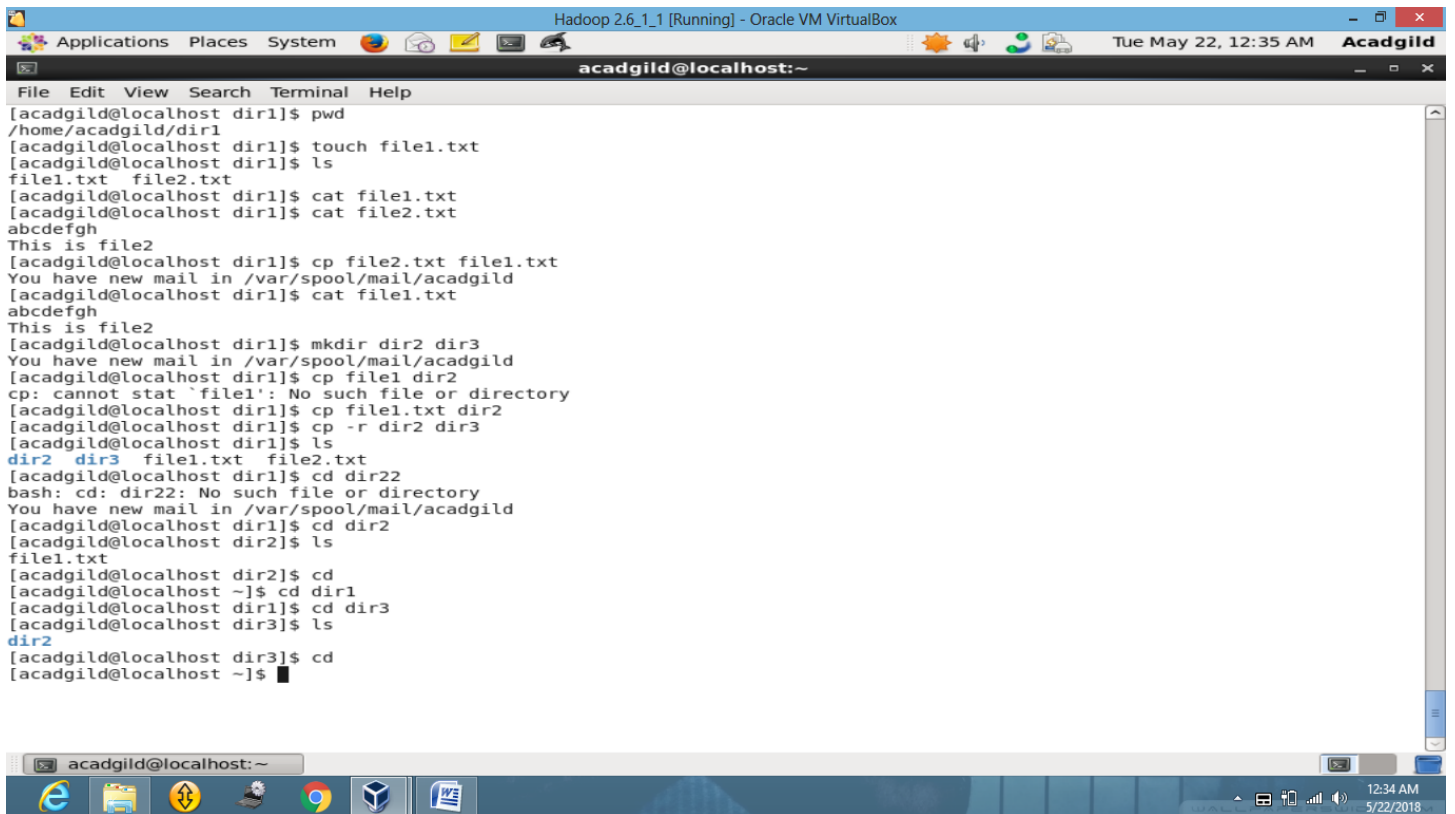 Hadoop 2.6_1_1 [Running] - Oracle VM VirtualBox
Applications Places System Tue May 22, 12:35 AM Acadgild
acadgild@localhost:~
File Edit View Search Terminal Help
[acadgild@localhost dir1]$ pwd
/home/acadgild/dir1
[acadgild@localhost dir1]$ touch file1.txt
[acadgild@localhost dir1]$ ls
file1.txt  file2.txt
[acadgild@localhost dir1]$ cat file1.txt
[acadgild@localhost dir1]$ cat file2.txt
abcdefgh
This is file2
[acadgild@localhost dir1]$ cp file2.txt file1.txt
You have new mail in /var/spool/mail/acadgild
[acadgild@localhost dir1]$ cat file1.txt
abcdefgh
This is file2
[acadgild@localhost dir1]$ mkdir dir2 dir3
You have new mail in /var/spool/mail/acadgild
[acadgild@localhost dir1]$ cp file1 dir2
cp: cannot stat `file1': No such file or directory
[acadgild@localhost dir1]$ cp file1.txt dir2
[acadgild@localhost dir1]$ cp -r dir2 dir3
[acadgild@localhost dir1]$ ls
dir2  dir3  file1.txt  file2.txt
[acadgild@localhost dir1]$ cd dir22
bash: cd: dir22: No such file or directory
You have new mail in /var/spool/mail/acadgild
[acadgild@localhost dir1]$ cd dir2
[acadgild@localhost dir2]$ ls
file1.txt
[acadgild@localhost dir2]$ cd
[acadgild@localhost ~]$ cd dir1
[acadgild@localhost dir1]$ cd dir3
[acadgild@localhost dir3]$ ls
dir2
[acadgild@localhost dir3]$ cd
[acadgild@localhost ~]$
acadgild@localhost:~
12:34 AM
5/22/2018